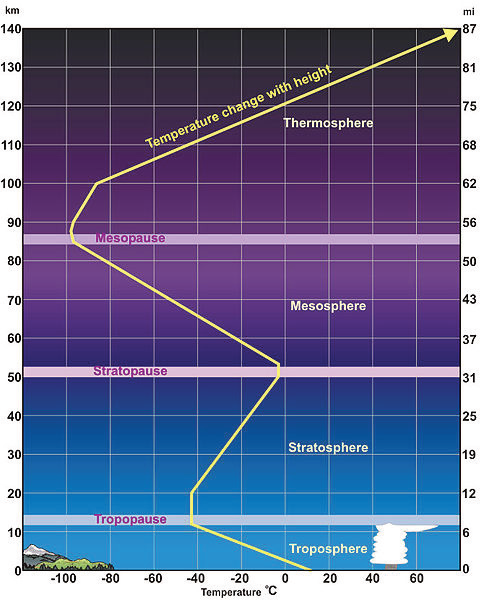 km
mi
140
87
130
81
Temperature change with height
120
75
Thermosphere
110
68
100
62
90
56
Mesopause
80
50
Mesosphere
70
43
60
37
Stratopause
50
31
40
25
Stratosphere
30
19
20
12
Tropopause
10
6
Troposphere
0
0
-100 -80 -60 -40 -20 0 20 40 60
Temperature °C